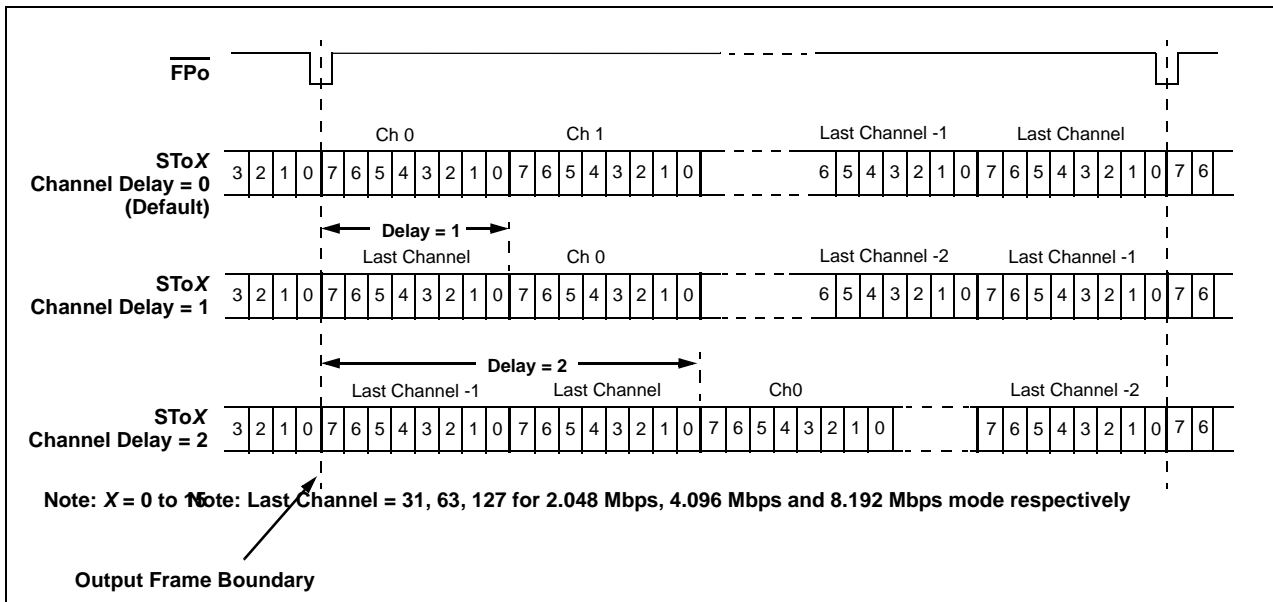 FPo
Ch 0 Ch 1 Last Channel -1 Last Channel
SToX
Channel Delay = 0
(Default)
3 2 1 0 7 6 5 4 3 2 1 0 7 6 5 4 3 2 1 0 6 5 4 3 2 1 0 7 6 5 4 3 2 1 0 7 6
Delay = 1
Last Channel Ch 0 Last Channel -2 Last Channel -1
SToX
Channel Delay = 1
3 2 1 0 7 6 5 4 3 2 1 0 7 6 5 4 3 2 1 0 6 5 4 3 2 1 0 7 6 5 4 3 2 1 0 7 6
Delay = 2
Last Channel -1 Last Channel Ch0 Last Channel -2
SToX
Channel Delay = 2
3 2 1 0 7 6 5 4 3 2 1 0 7 6 5 4 3 2 1 0 7 6 5 4 3 2 1 0 7 6 5 4 3 2 1 0 7 6
Note: X = 0 to 15 Note: Last Channel = 31, 63, 127 for 2.048 Mbps, 4.096 Mbps and 8.192 Mbps mode respectively
Output Frame Boundary